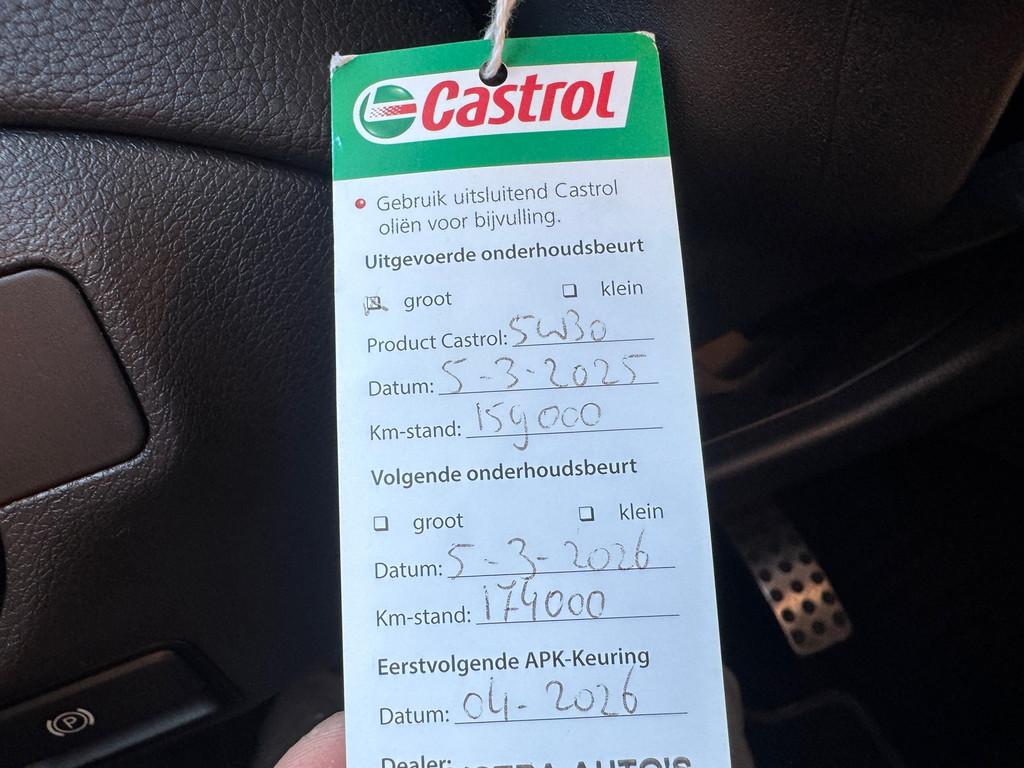 Castrol
Gebruik uitsluitend Castrol
oliën voor bijvulling.
Uitgevoerde onderhoudsbeurt
groot klein
Product Castrol: 5W30
Datum: 5-3-2025
Km-stand: 159000
Volgende onderhoudsbeurt
groot klein
Datum: 5-3-2026
Km-stand: 174000
Eerstvolgende APK-Keuring
Datum: 04-2026
Dealer: AUTO'S
P